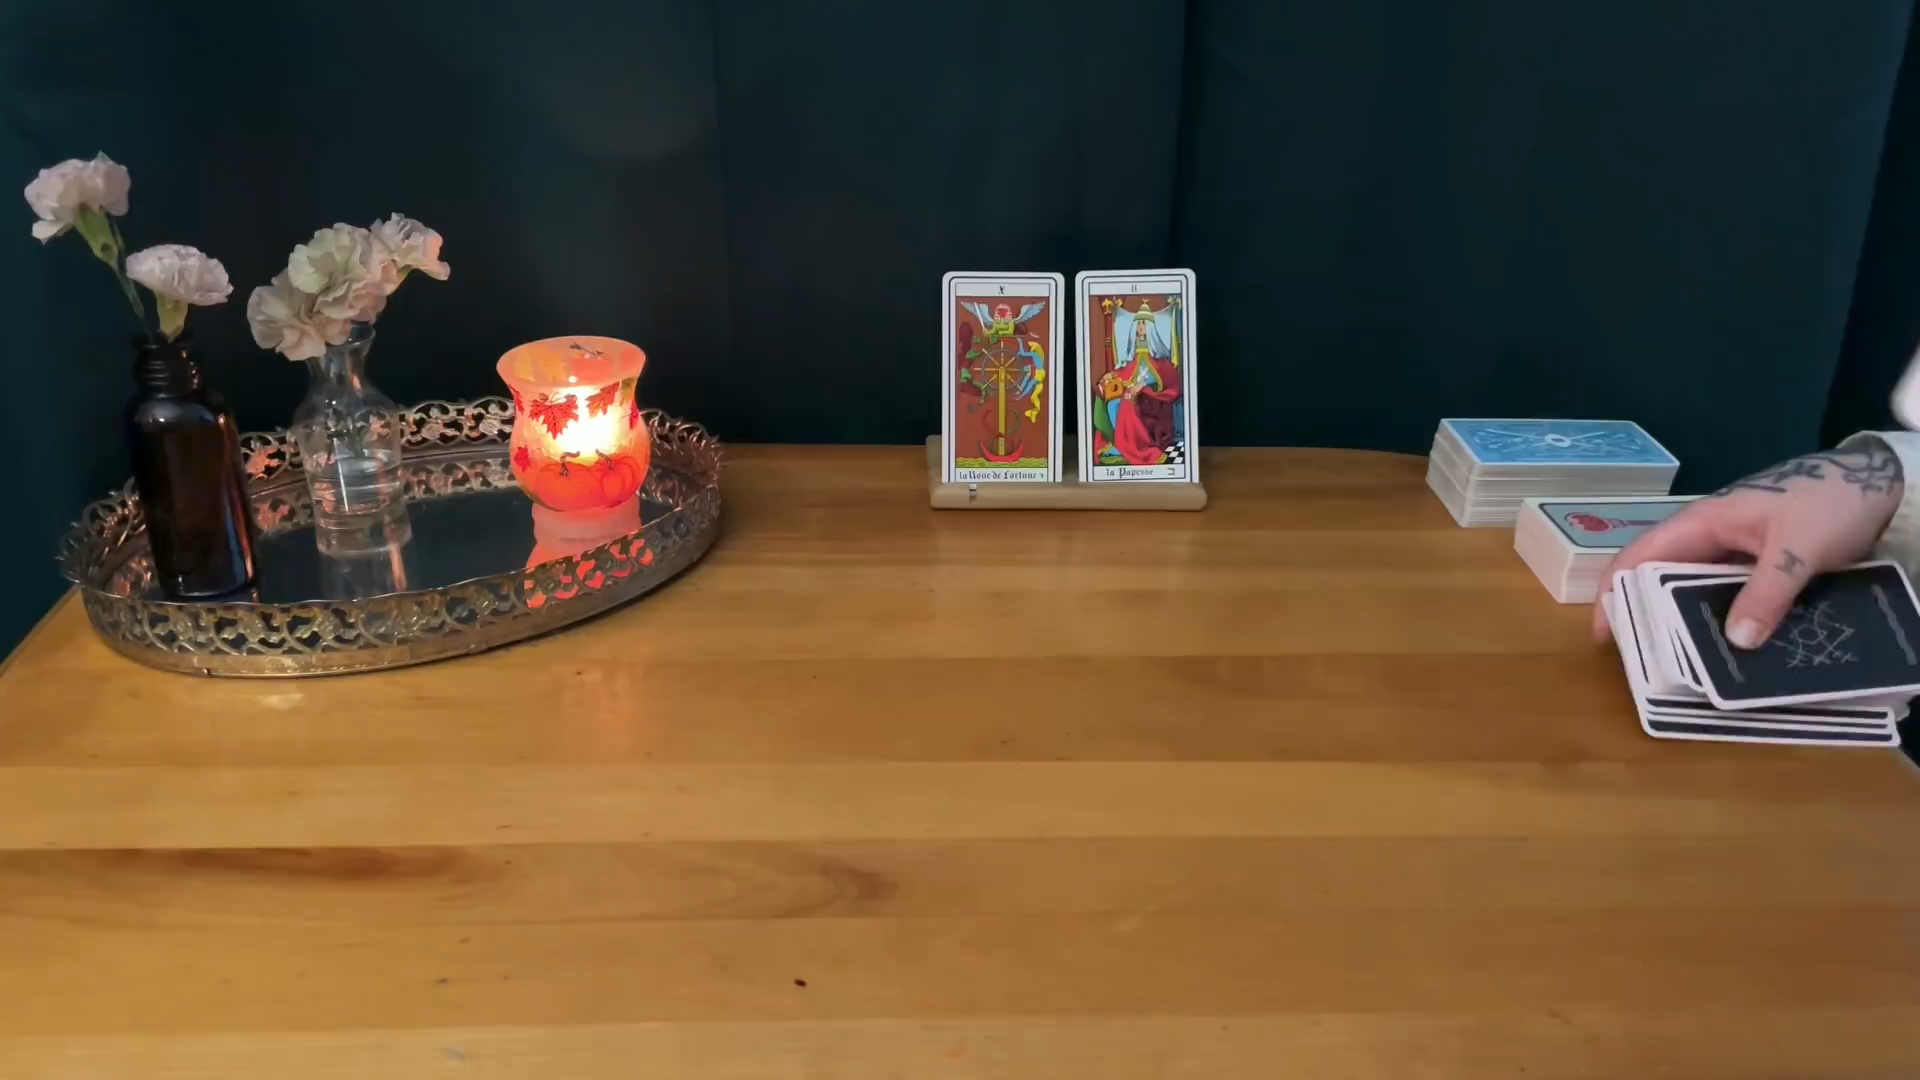 X
la Roue de Fortune
II
la Papesse ב